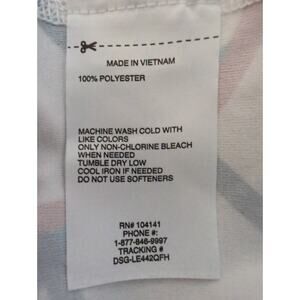 MADE IN VIETNAM
100% POLYESTER
MACHINE WASH COLD WITH
LIKE COLORS
ONLY NON-CHLORINE BLEACH
WHEN NEEDED
TUMBLE DRY LOW
COOL IRON IF NEEDED
DO NOT USE SOFTENERS
RN# 104141
PHONE #:
1-877-846-9997
TRACKING #
DSG-LE442QFH